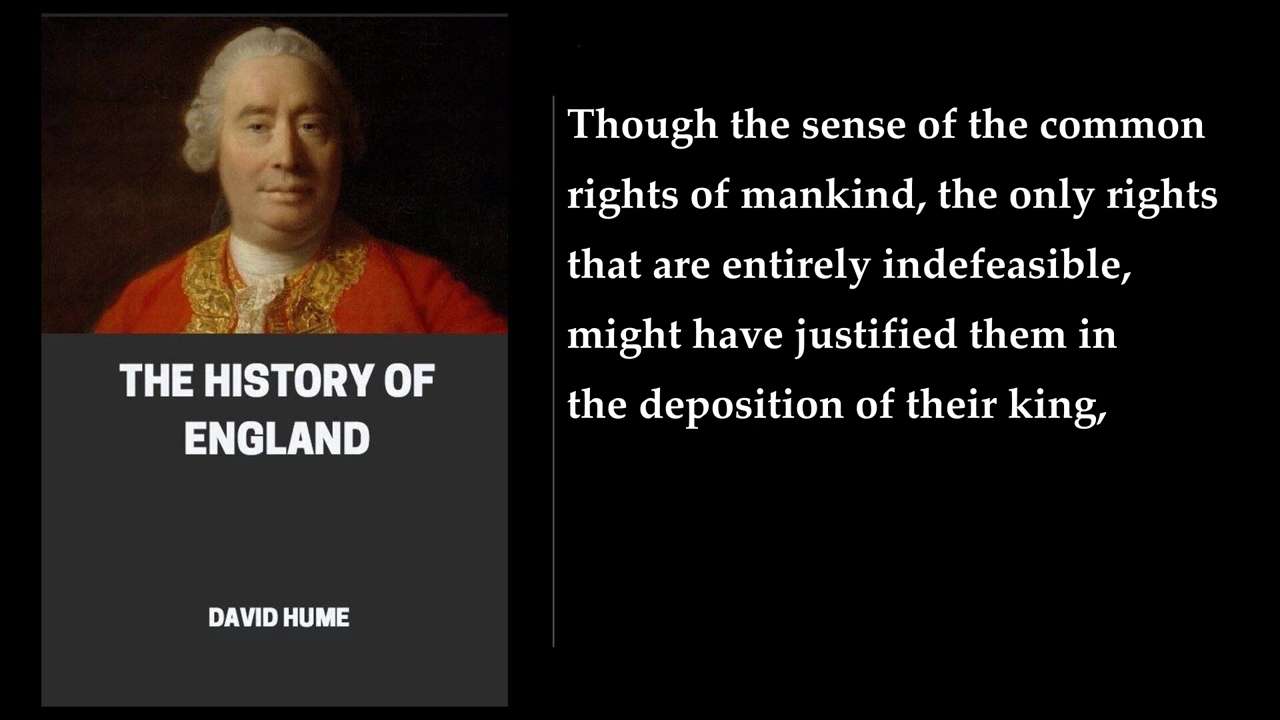 THE HISTORY OF
ENGLAND
DAVID HUME
Though the sense of the common
rights of mankind, the only rights
that are entirely indefeasible,
might have justified them in
the deposition of their king,